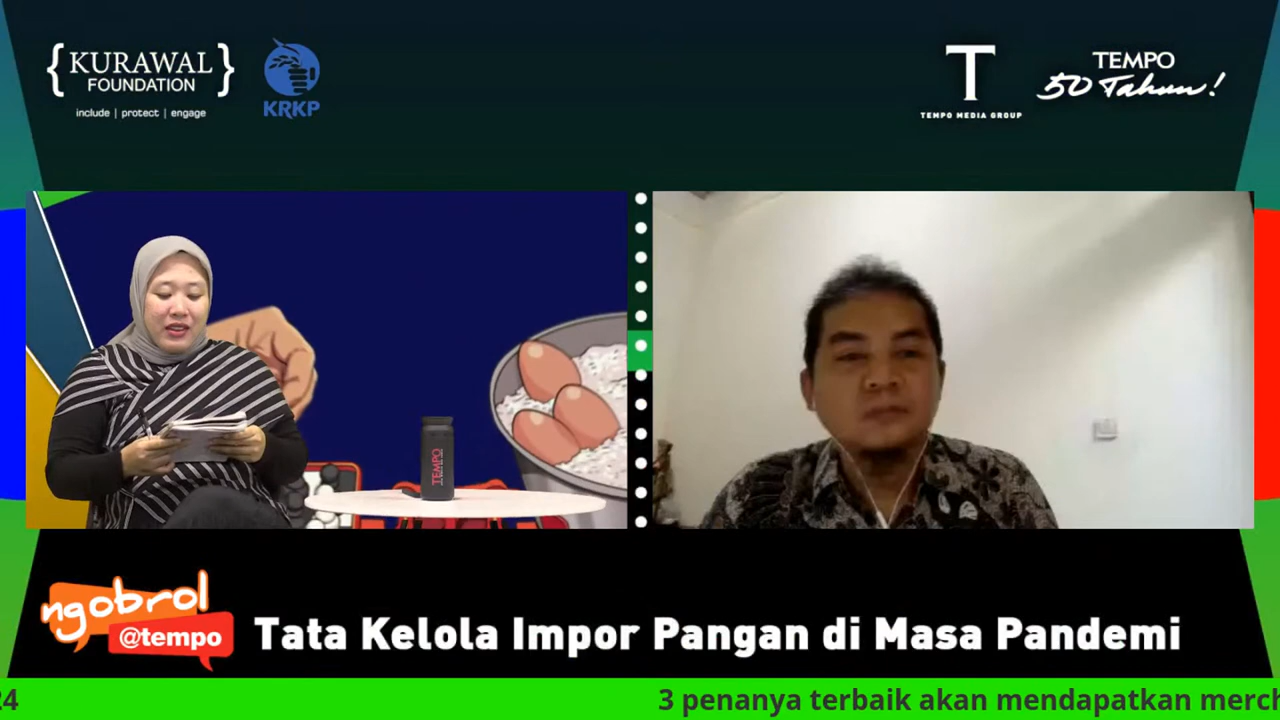 { KURAWAL }
FOUNDATION
include | protect | engage
KRKP
T
TEMPO MEDIA GROUP
TEMPO
50 Tahun!
TEMPO
ngobrol
@tempo
Tata Kelola Impor Pangan di Masa Pandemi
24
3 penanya terbaik akan mendapatkan merch